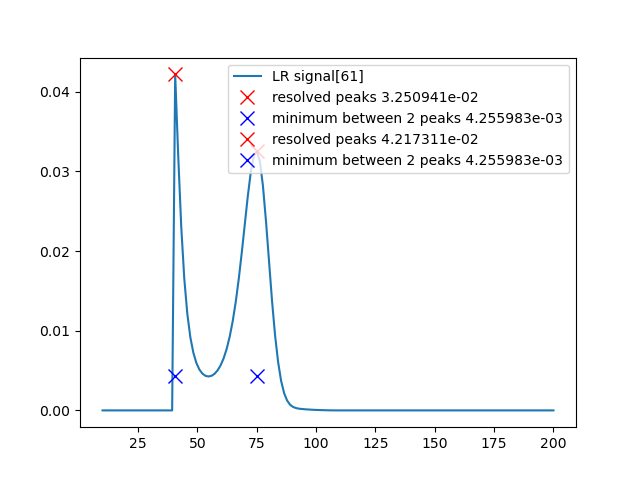 LR signal[61]
resolved peaks 3.250941e-02
minimum between 2 peaks 4.255983e-03
resolved peaks 4.217311e-02
minimum between 2 peaks 4.255983e-03
0.04
0.03
0.02
0.01
0.00
25 50 75 100 125 150 175 200